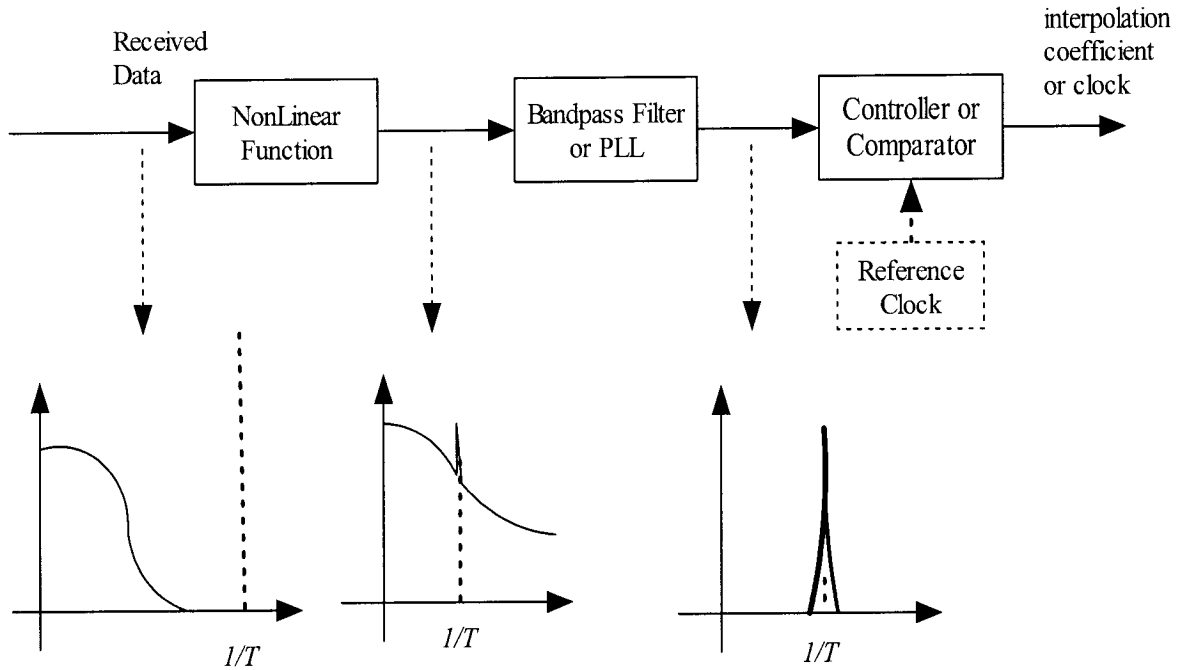 Received
Data
NonLinear
Function
Bandpass Filter
or PLL
Controller or
Comparator
interpolation
coefficient
or clock
Reference
Clock
1/T
1/T
1/T